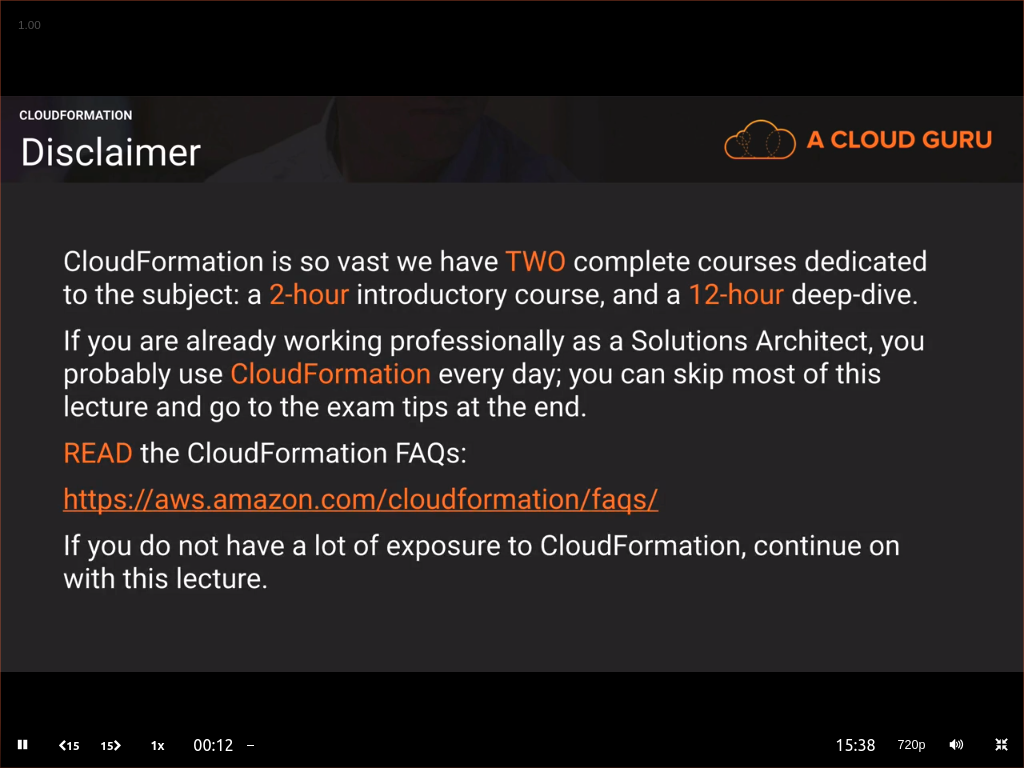 1.00
CLOUDFORMATION
Disclaimer
A CLOUD GURU
CloudFormation is so vast we have TWO complete courses dedicated
to the subject: a 2-hour introductory course, and a 12-hour deep-dive.
If you are already working professionally as a Solutions Architect, you
probably use CloudFormation every day; you can skip most of this
lecture and go to the exam tips at the end.
READ the CloudFormation FAQs:
https://aws.amazon.com/cloudformation/faqs/
If you do not have a lot of exposure to CloudFormation, continue on
with this lecture.
15 15 1x 00:12 – 15:38 720p